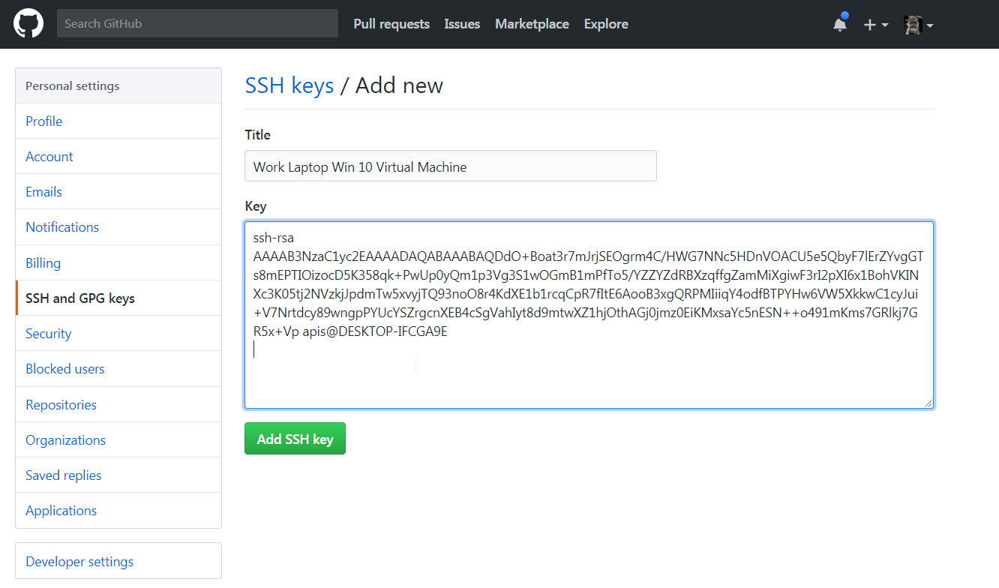 Search GitHub
Pull requests
Issues
Marketplace
Explore
Personal settings
Profile
Account
Emails
Notifications
Billing
SSH and GPG keys
Security
Blocked users
Repositories
Organizations
Saved replies
Applications
Developer settings
SSH keys / Add new
Title
Work Laptop Win 10 Virtual Machine
Key
ssh-rsa
AAAAB3NzaC1yc2EAAAADAQABAAABAQDdO+Boat3r7mJrjSEOgrm4C/HWG7NNc5HDnVOACU5e5QbyF7lErZYvgGT
s8mEPTIOizocD5K358qk+PwUp0yQm1p3Vg3S1wOGmB1mPfTo5/YZZYZdRBXzqffgZamMiXgiwF3rI2pXI6x1BohVKIN
Xc3K05tj2NVzkjJpdmTw5xvyjTQ93noO8r4KdXE1b1rcqCpR7fItE6AooB3xgQRPMIiiqY4odfBTPYHw6VW5XkkwC1cyJui
+V7Nrtdcy89wngpPYUcYSZrgcnXEB4cSgVahIyt8d9mtwXZ1hjOthAGj0jmz0EiKMxsaYc5nESN++o491mKms7GRlkj7G
R5x+Vp apis@DESKTOP-IFCGA9E
Add SSH key